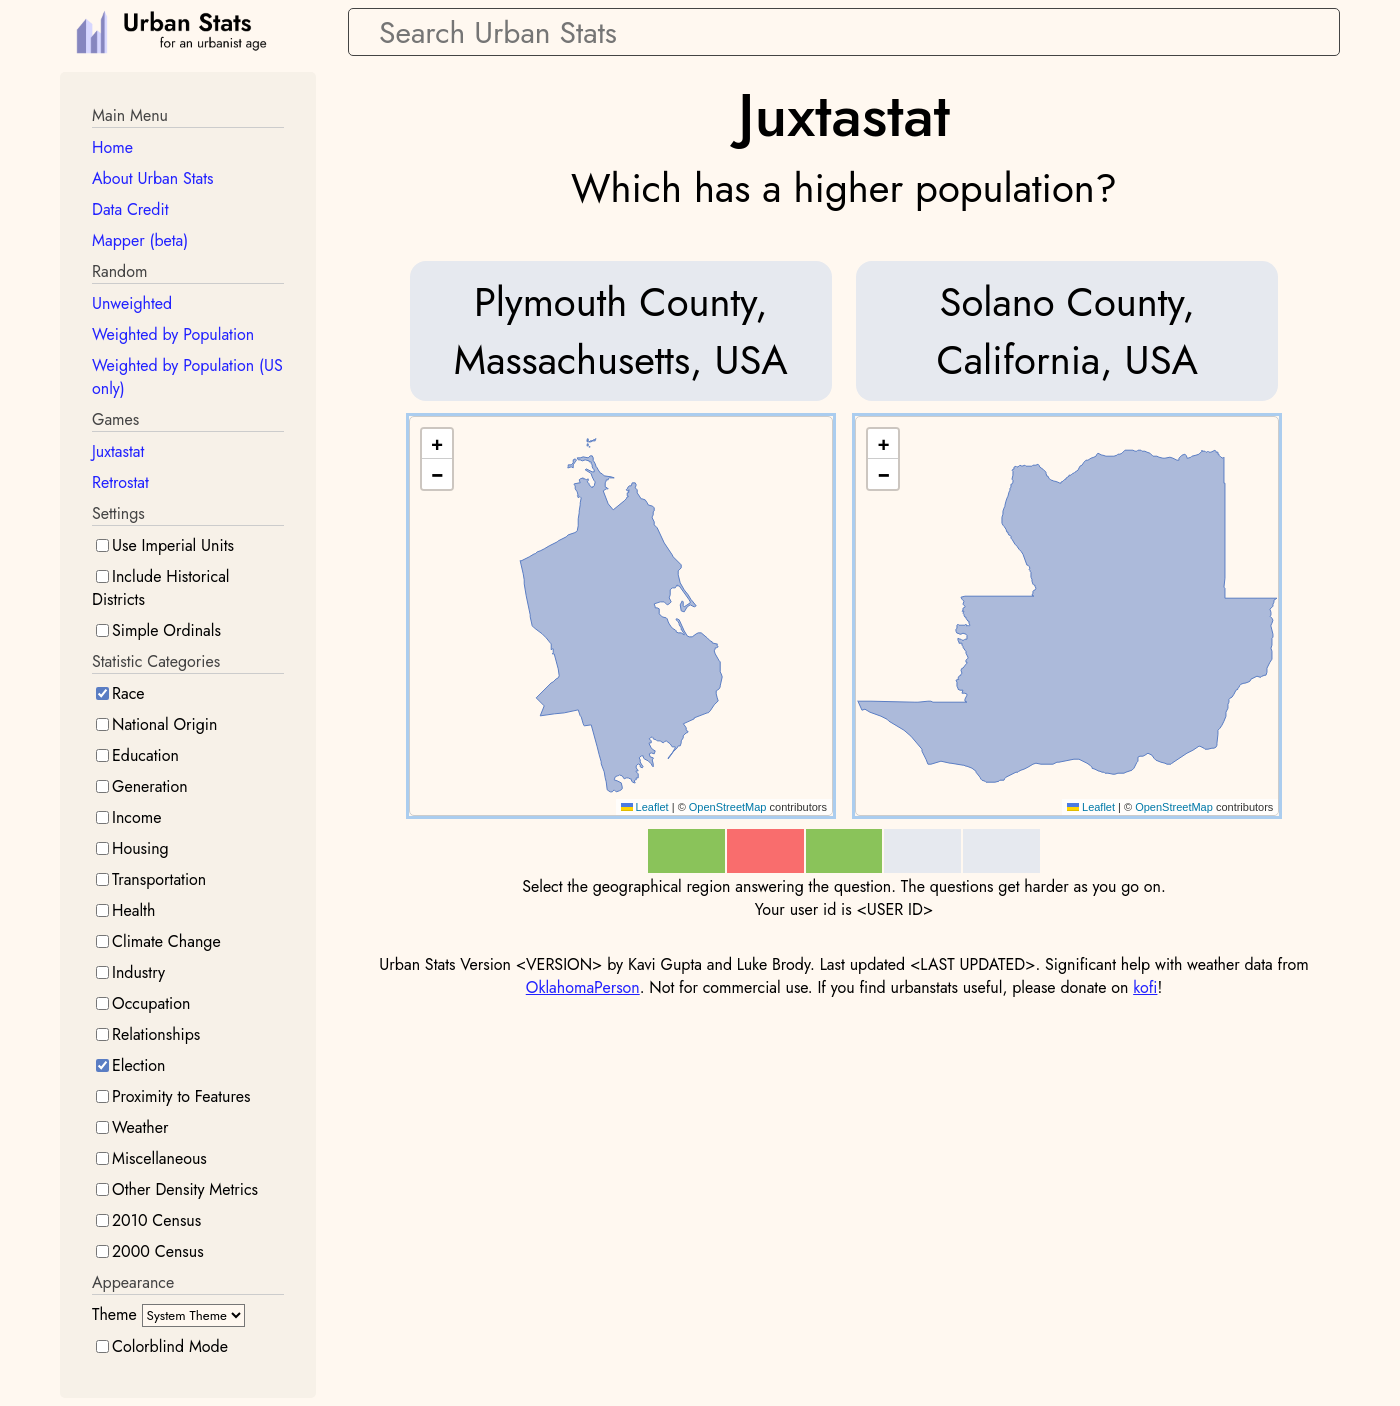 Urban Stats
for an urbanist age
Search Urban Stats
Main Menu
Home
About Urban Stats
Data Credit
Mapper (beta)
Random
Unweighted
Weighted by Population
Weighted by Population (US
only)
Games
Juxtastat
Retrostat
Settings
Use Imperial Units
Include Historical
Districts
Simple Ordinals
Statistic Categories
Race
National Origin
Education
Generation
Income
Housing
Transportation
Health
Climate Change
Industry
Occupation
Relationships
Election
Proximity to Features
Weather
Miscellaneous
Other Density Metrics
2010 Census
2000 Census
Appearance
Theme System Theme
Colorblind Mode
Juxtastat
Which has a higher population?
Plymouth County,
Massachusetts, USA
Solano County,
California, USA
+
−
Leaflet | © OpenStreetMap contributors
+
−
Leaflet | © OpenStreetMap contributors
Select the geographical region answering the question. The questions get harder as you go on.
Your user id is <USER ID>
Urban Stats Version <VERSION> by Kavi Gupta and Luke Brody. Last updated <LAST UPDATED>. Significant help with weather data from
OklahomaPerson. Not for commercial use. If you find urbanstats useful, please donate on kofi!